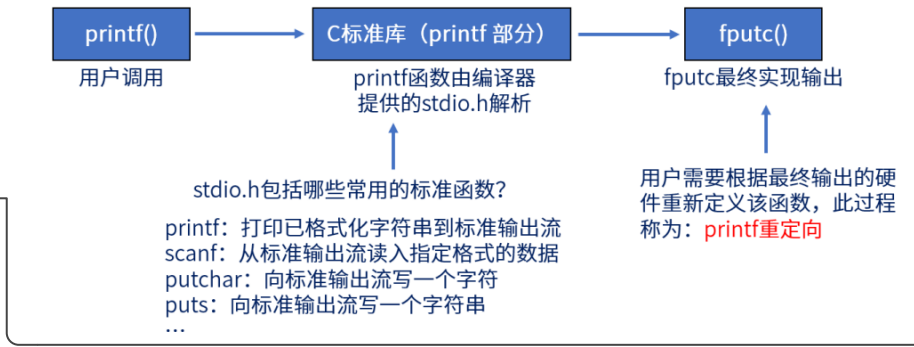 printf()
C标准库（printf 部分）
fputc()
用户调用
printf函数由编译器
提供的stdio.h解析
fputc最终实现输出
stdio.h包括哪些常用的标准函数？
printf：打印已格式化字符串到标准输出流
scanf：从标准输出流读入指定格式的数据
putchar：向标准输出流写一个字符
puts：向标准输出流写一个字符串
…
用户需要根据最终输出的硬
件重新定义该函数，此过程
称为：printf重定向